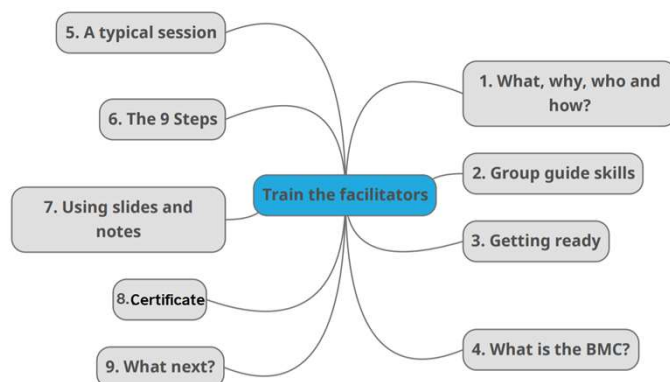 Train the facilitators
1. What, why, who and
how?
2. Group guide skills
3. Getting ready
4. What is the BMC?
5. A typical session
6. The 9 Steps
7. Using slides and
notes
8.Certificate
9. What next?